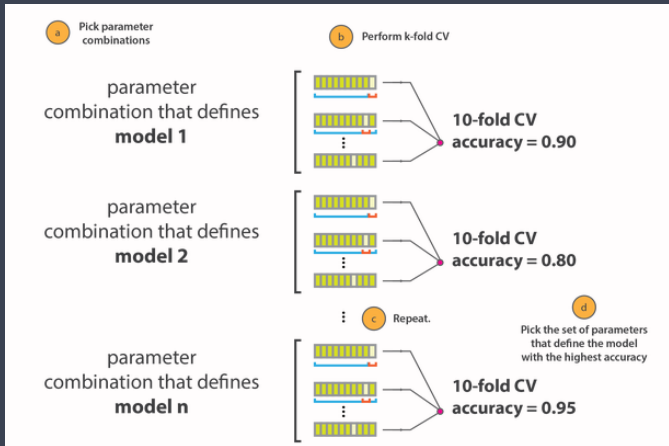 a
Pick parameter
combinations
b
Perform k-fold CV
parameter
combination that defines
model 1
10-fold CV
accuracy = 0.90
parameter
combination that defines
model 2
10-fold CV
accuracy = 0.80
c
Repeat.
d
Pick the set of parameters
that define the model
with the highest accuracy
parameter
combination that defines
model n
10-fold CV
accuracy = 0.95